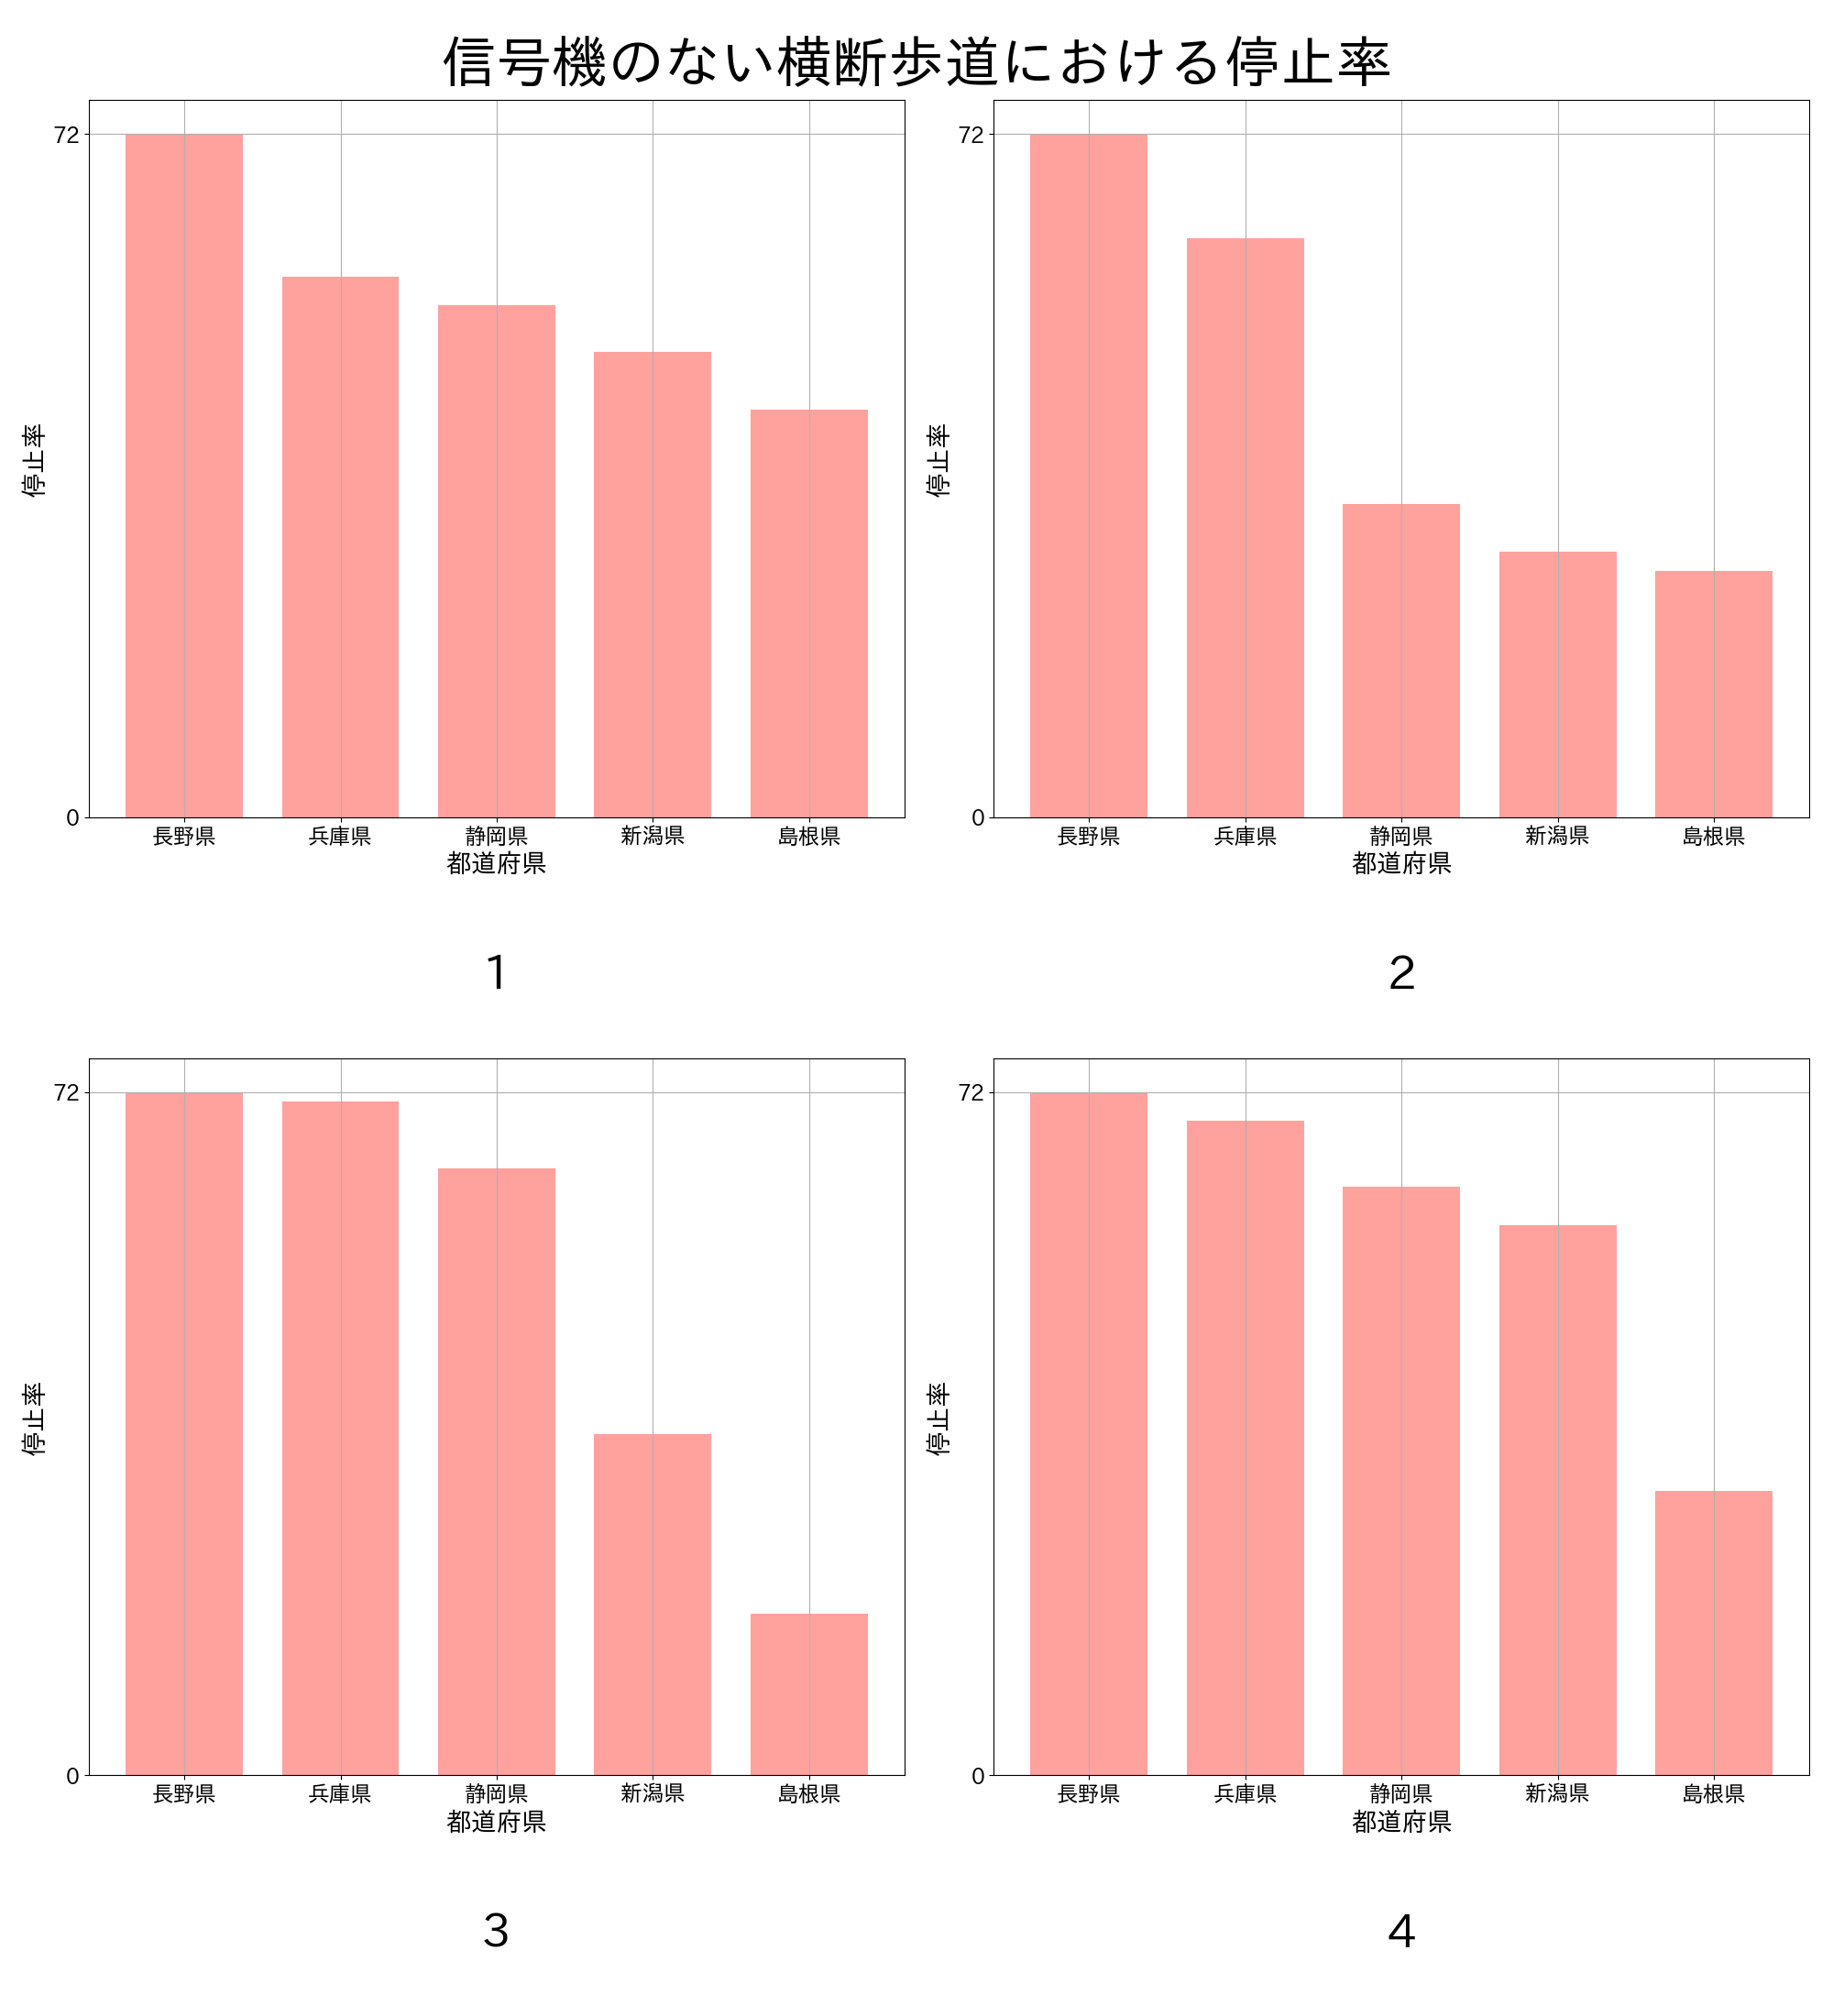 信号機のない横断歩道における停止率
72
0
停止率
長野県 兵庫県 静岡県 新潟県 島根県
都道府県
1
72
0
停止率
長野県 兵庫県 静岡県 新潟県 島根県
都道府県
2
72
0
停止率
長野県 兵庫県 静岡県 新潟県 島根県
都道府県
3
72
0
停止率
長野県 兵庫県 静岡県 新潟県 島根県
都道府県
4